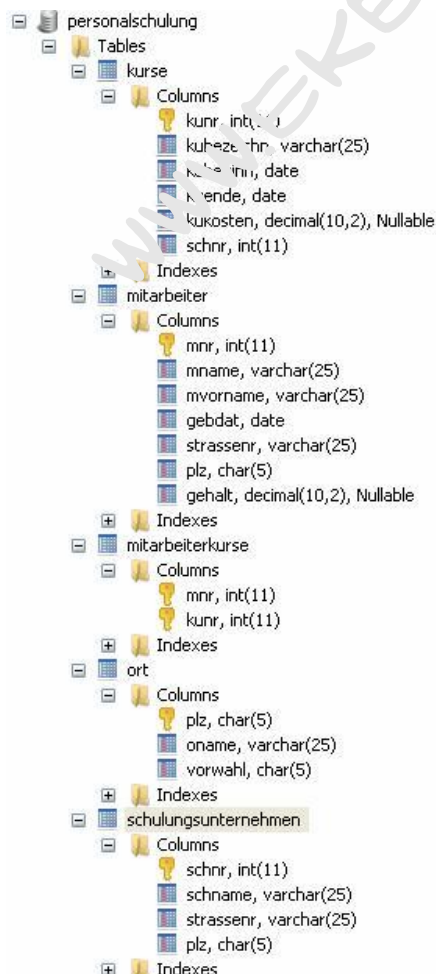 personalschulung
Tables
kurse
Columns
varchar(25)
date
date
kukosten, decimal(10,2), Nullable
schnr, int(11)
Indexes
mitarbeiter
Columns
mnr, int(11)
mname, varchar(25)
mvorname, varchar(25)
gebdat, date
strassenr, varchar(25)
plz, char(5)
gehalt, decimal(10,2), Nullable
Indexes
mitarbeiterkurse
Columns
mnr, int(11)
kunr, int(11)
Indexes
ort
Columns
plz, char(5)
oname, varchar(25)
vorwahl, char(5)
Indexes
schulungsunternehmen
Columns
schnr, int(11)
schname, varchar(25)
strassenr, varchar(25)
plz, char(5)
Indexes